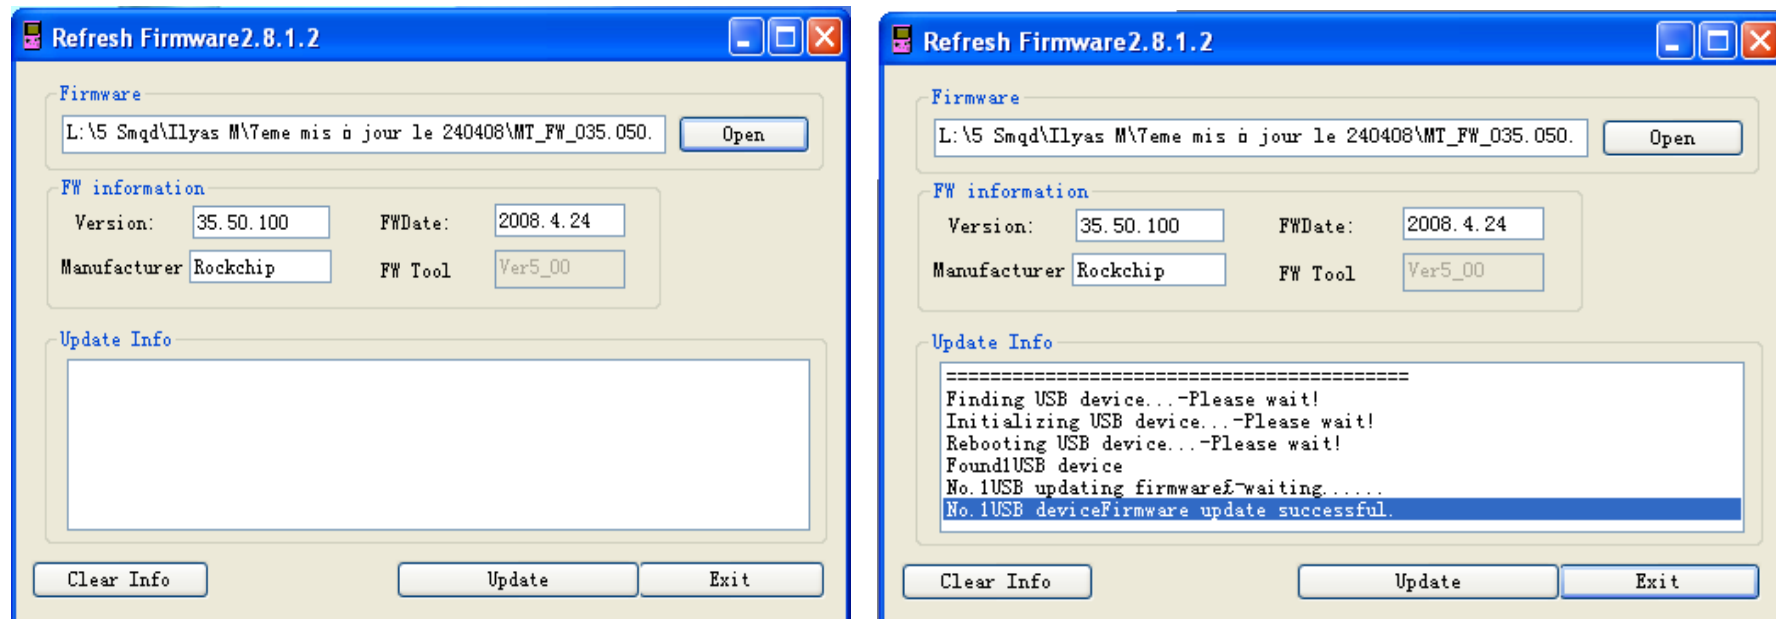 Refresh Firmware2.8.1.2
Firmware
L:\5 Smqd\Ilyas M\7eme mis ò jour le 240408\MT_FW_035.050.
Open
FW information
Version: 35.50.100 FWDate: 2008.4.24
Manufacturer Rockchip FW Tool Ver5_00
Update Info
Clear Info Update Exit
Refresh Firmware2.8.1.2
Firmware
L:\5 Smqd\Ilyas M\7eme mis ò jour le 240408\MT_FW_035.050.
Open
FW information
Version: 35.50.100 FWDate: 2008.4.24
Manufacturer Rockchip FW Tool Ver5_00
Update Info
==========================================
Finding USB device...-Please wait!
Initializing USB device...-Please wait!
Rebooting USB device...-Please wait!
Found1USB device
No.1USB updating firmware£¬waiting......
No.1USB deviceFirmware update successful.
Clear Info Update Exit